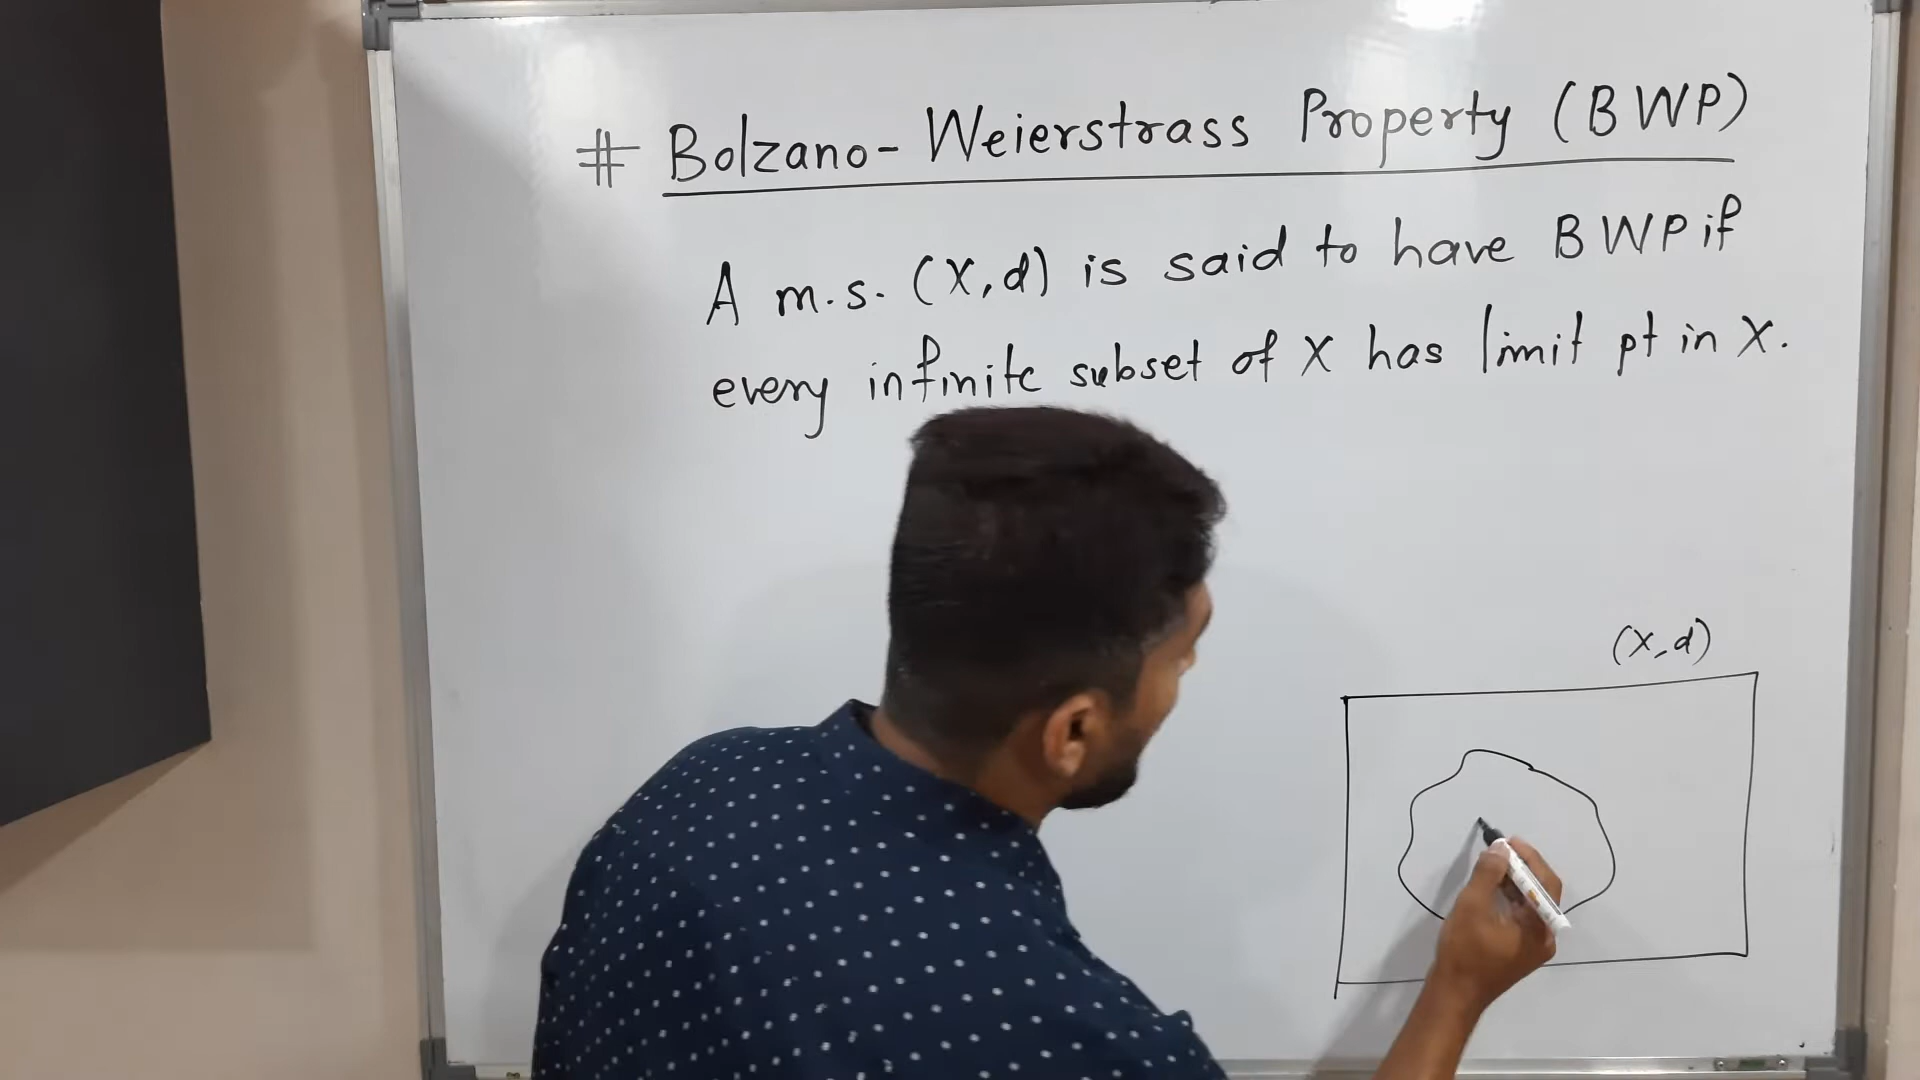 # Bolzano-Weierstrass Property (BWP)
A m.s. (X,d) is said to have BWP if
every infinite subset of X has limit pt in X.
(X,d)